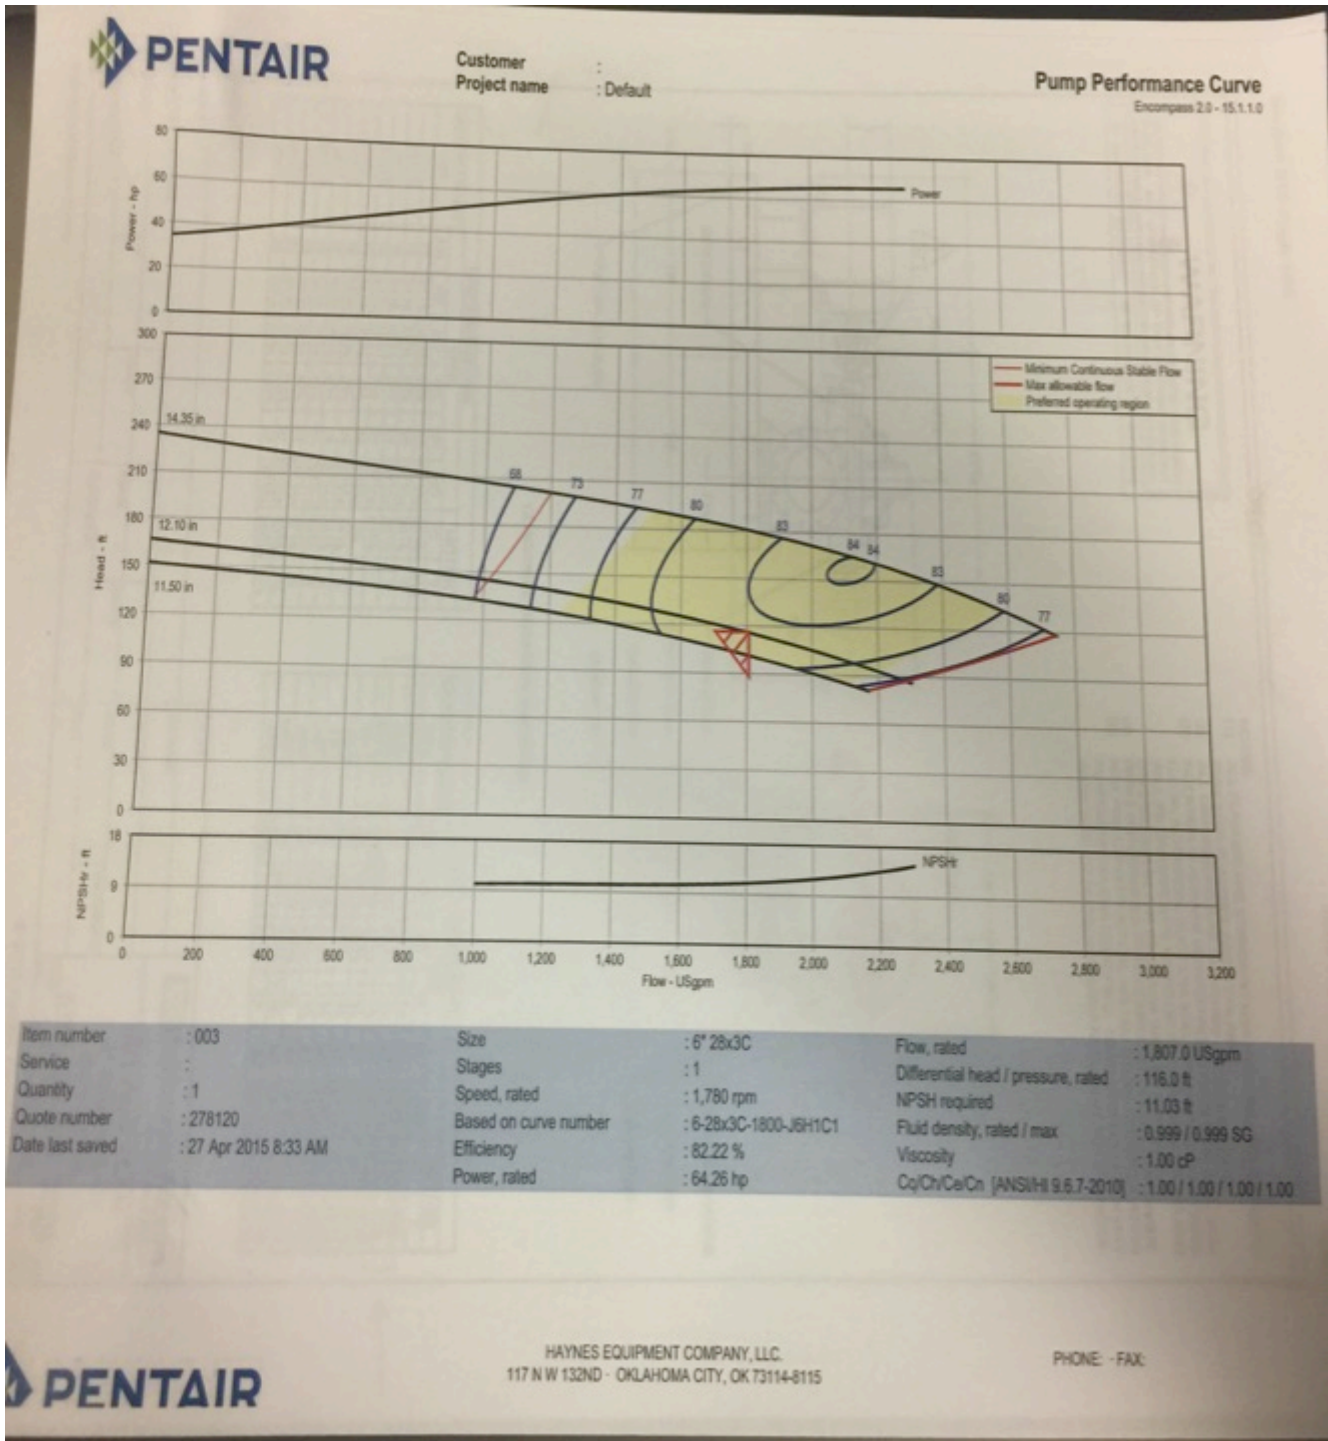 PENTAIR
Customer :
Project name : Default
Pump Performance Curve
Encompass 2.0 - 15.1.1.0
80
60
40
20
0
Power - hp
Power
300
270
240
210
180
150
120
90
60
30
0
Head - ft
Minimum Continuous Stable Flow
Max allowable flow
Preferred operating region
14.35 in
12.10 in
11.50 in
68
73
77
80
83
84
84
83
80
77
18
9
0
NPSHr - ft
NPSHr
0 200 400 600 800 1,000 1,200 1,400 1,600 1,800 2,000 2,200 2,400 2,600 2,800 3,000 3,200
Flow - USgpm
Item number : 003
Service :
Quantity : 1
Quote number : 278120
Date last saved : 27 Apr 2015 8:33 AM
Size : 6" 28x3C
Stages : 1
Speed, rated : 1,780 rpm
Based on curve number : 6-28x3C-1800-J6H1C1
Efficiency : 82.22 %
Power, rated : 64.26 hp
Flow, rated : 1,807.0 USgpm
Differential head / pressure, rated : 116.0 ft
NPSH required : 11.03 ft
Fluid density, rated / max : 0.999 / 0.999 SG
Viscosity : 1.00 cP
Cq/Ch/Ce/Cn [ANSI/HI 9.6.7-2010] : 1.00 / 1.00 / 1.00 / 1.00
PENTAIR
HAYNES EQUIPMENT COMPANY, LLC.
117 N W 132ND · OKLAHOMA CITY, OK 73114-8115
PHONE: · FAX: